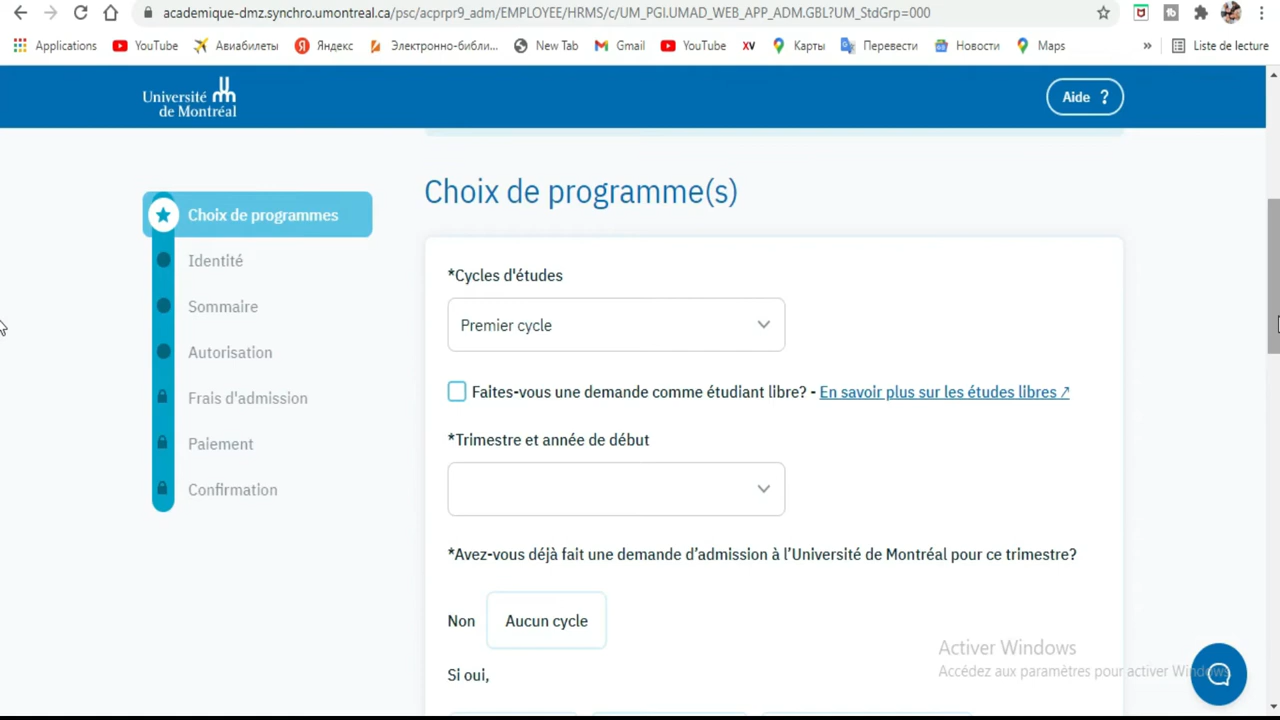 academique-dmz.synchro.umontreal.ca/psc/acprpr9_adm/EMPLOYEE/HRMS/c/UM_PGI.UMAD_WEB_APP_ADM.GBL?UM_StdGrp=000
Applications YouTube Авиабилеты Яндекс Электронно-библи... New Tab Gmail YouTube XV Карты Перевести Новости Maps » Liste de lecture
Université
de Montréal
Aide ?
Choix de programme(s)
Choix de programmes
Identité
Sommaire
Autorisation
Frais d'admission
Paiement
Confirmation
*Cycles d'études
Premier cycle
Faites-vous une demande comme étudiant libre? - En savoir plus sur les études libres ↗
*Trimestre et année de début
*Avez-vous déjà fait une demande d’admission à l’Université de Montréal pour ce trimestre?
Non Aucun cycle
Si oui,
Activer Windows
Accédez aux paramètres pour activer Windows.